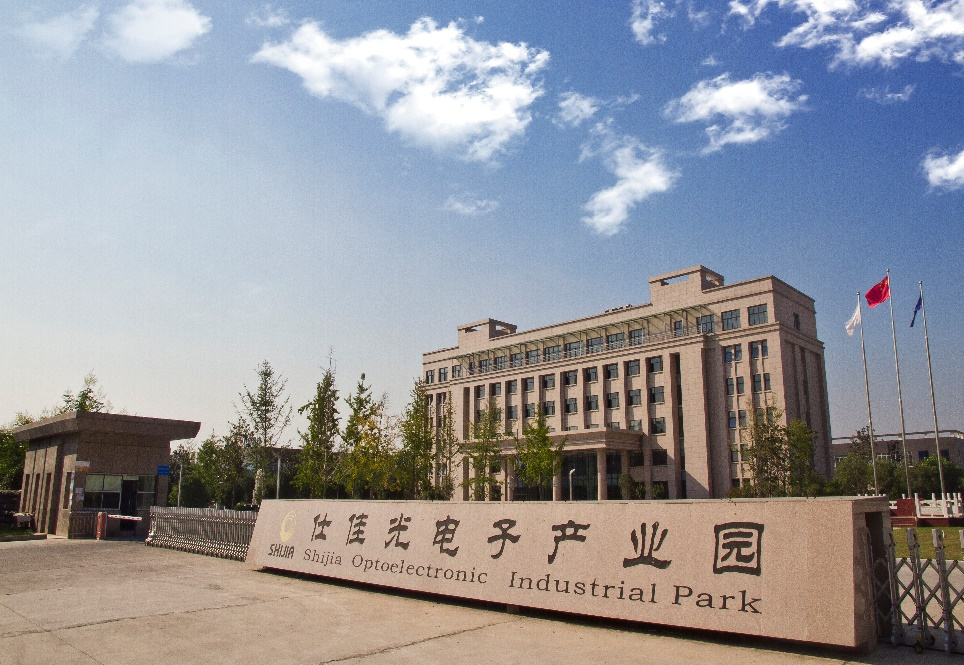 仕佳光电子产业园
SHIJIA Shijia Optoelectronic Industrial Park